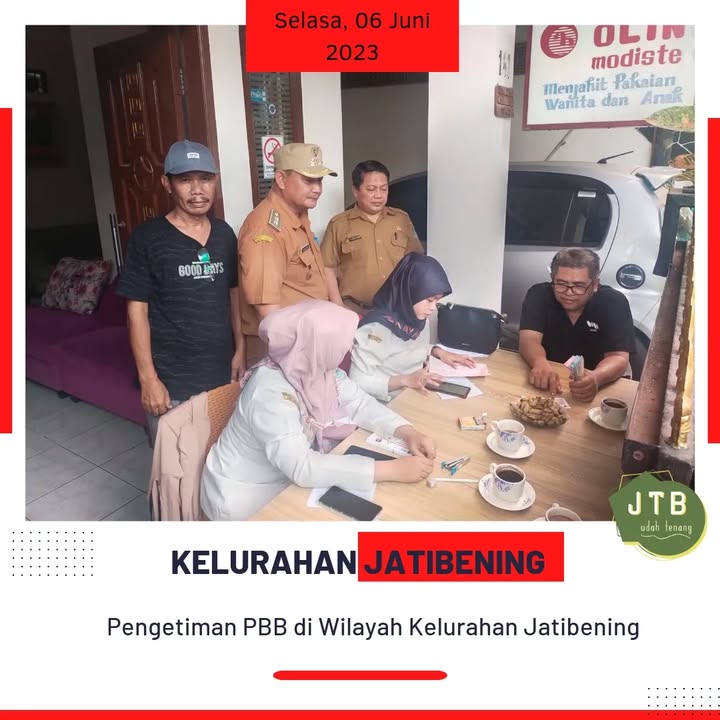 Selasa, 06 Juni
2023
OLIN
modiste
Menjahit Pakaian
Wanita dan Anak
GOOD DAYS
JTB
udah tenang
KELURAHAN JATIBENING
Pengetiman PBB di Wilayah Kelurahan Jatibening